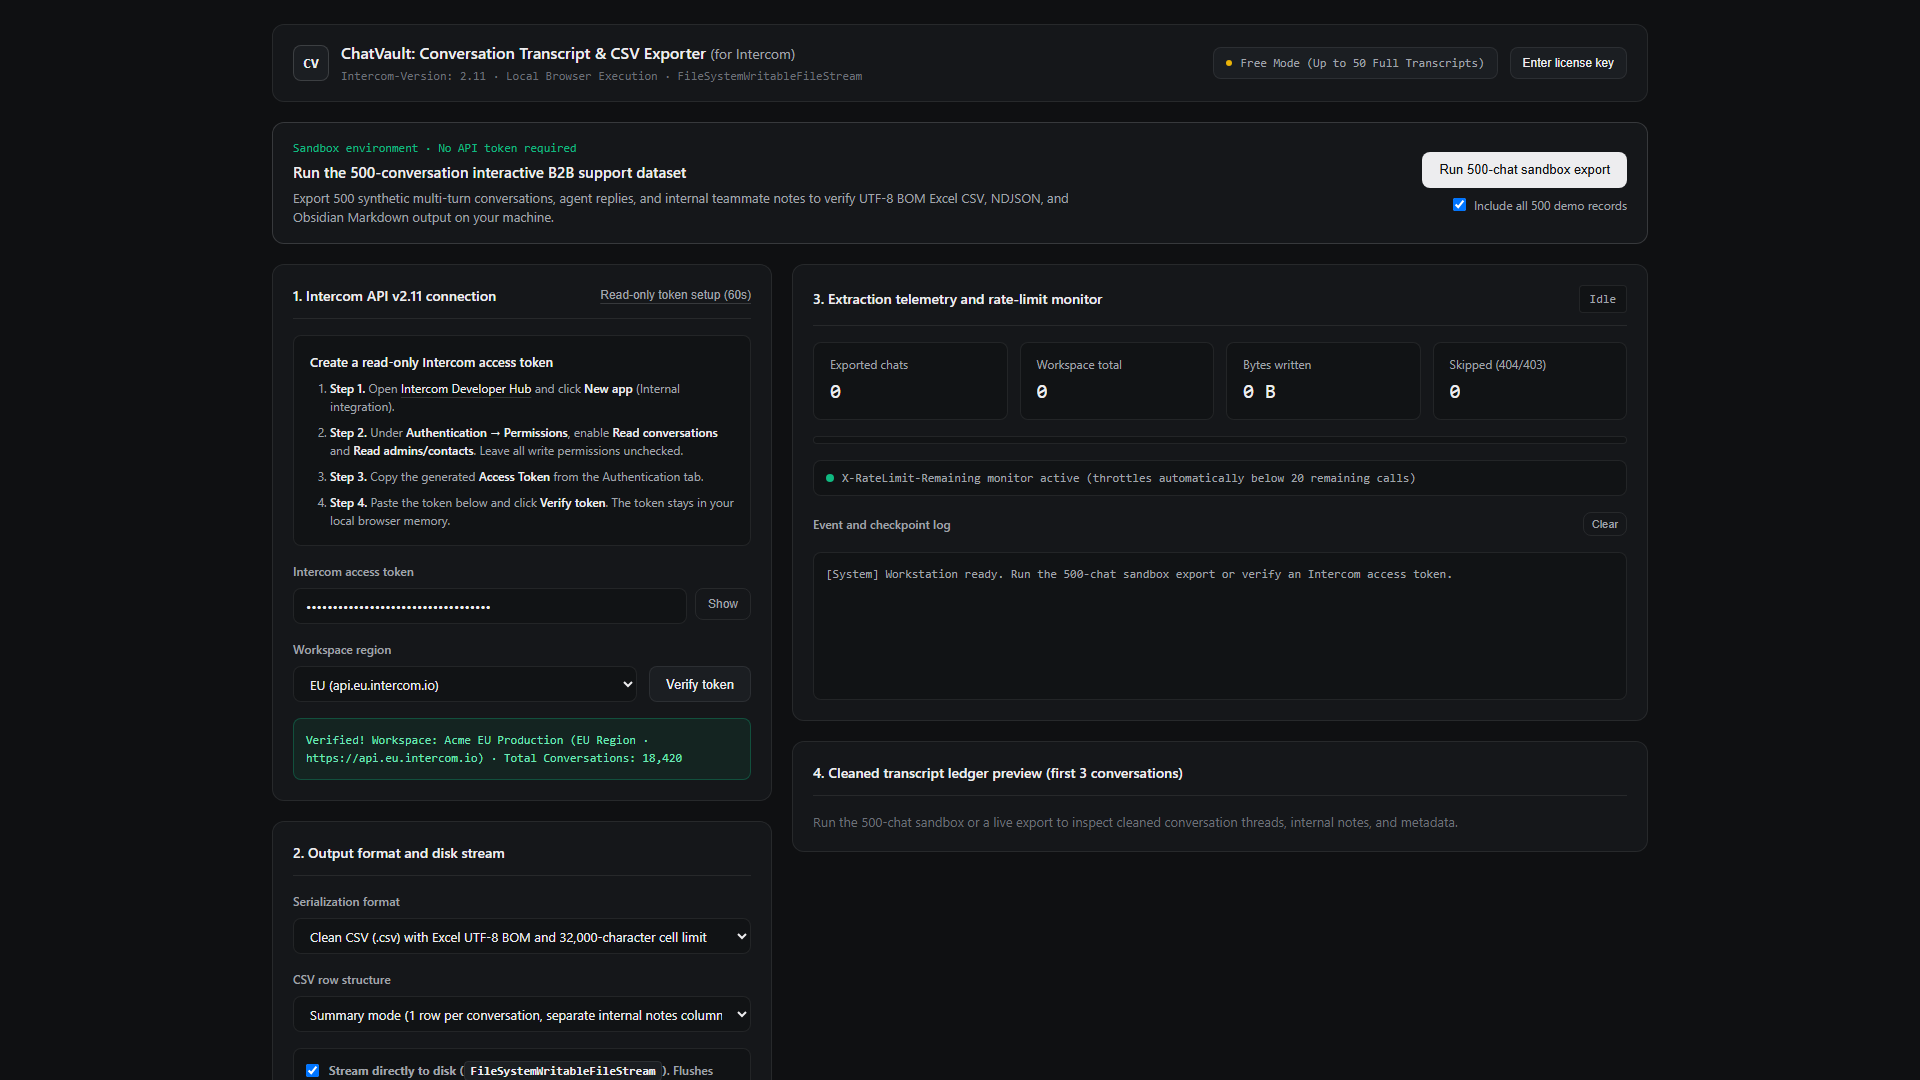 CV
ChatVault: Conversation Transcript & CSV Exporter (for Intercom)
Intercom-Version: 2.11 · Local Browser Execution · FileSystemWritableFileStream
Free Mode (Up to 50 Full Transcripts)
Enter license key
Sandbox environment · No API token required
Run the 500-conversation interactive B2B support dataset
Export 500 synthetic multi-turn conversations, agent replies, and internal teammate notes to verify UTF-8 BOM Excel CSV, NDJSON, and
Obsidian Markdown output on your machine.
Run 500-chat sandbox export
Include all 500 demo records
1. Intercom API v2.11 connection
Read-only token setup (60s)
Create a read-only Intercom access token
1. Step 1. Open Intercom Developer Hub and click New app (Internal
integration).
2. Step 2. Under Authentication → Permissions, enable Read conversations
and Read admins/contacts. Leave all write permissions unchecked.
3. Step 3. Copy the generated Access Token from the Authentication tab.
4. Step 4. Paste the token below and click Verify token. The token stays in your
local browser memory.
Intercom access token
•••••••••••••••••••••••••••••••••••
Show
Workspace region
EU (api.eu.intercom.io)
Verify token
Verified! Workspace: Acme EU Production (EU Region ·
https://api.eu.intercom.io) · Total Conversations: 18,420
2. Output format and disk stream
Serialization format
Clean CSV (.csv) with Excel UTF-8 BOM and 32,000-character cell limit
CSV row structure
Summary mode (1 row per conversation, separate internal notes column
Stream directly to disk (FileSystemWritableFileStream). Flushes
3. Extraction telemetry and rate-limit monitor
Idle
Exported chats
0
Workspace total
0
Bytes written
0 B
Skipped (404/403)
0
X-RateLimit-Remaining monitor active (throttles automatically below 20 remaining calls)
Event and checkpoint log
Clear
[System] Workstation ready. Run the 500-chat sandbox export or verify an Intercom access token.
4. Cleaned transcript ledger preview (first 3 conversations)
Run the 500-chat sandbox or a live export to inspect cleaned conversation threads, internal notes, and metadata.